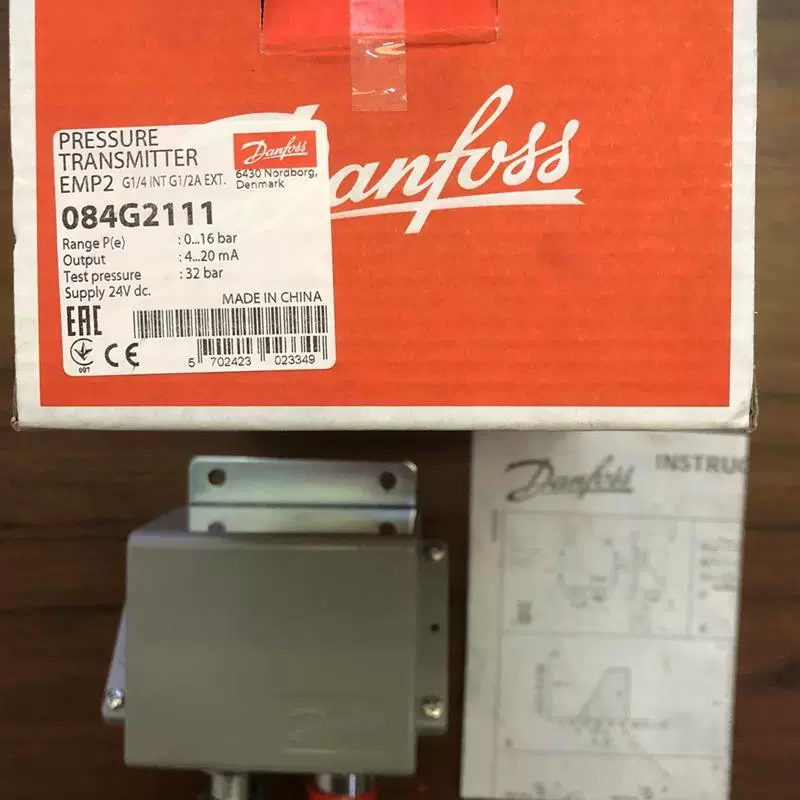 Danfoss
PRESSURE
TRANSMITTER
EMP2 G1/4 INT G1/2A EXT.
Danfoss
6430 Nordborg,
Denmark
084G2111
Range P(e) : 0...16 bar
Output : 4...20 mA
Test pressure : 32 bar
Supply 24V dc.
MADE IN CHINA
EAC
007
CE
5 702423 023349
Danfoss INSTRUC